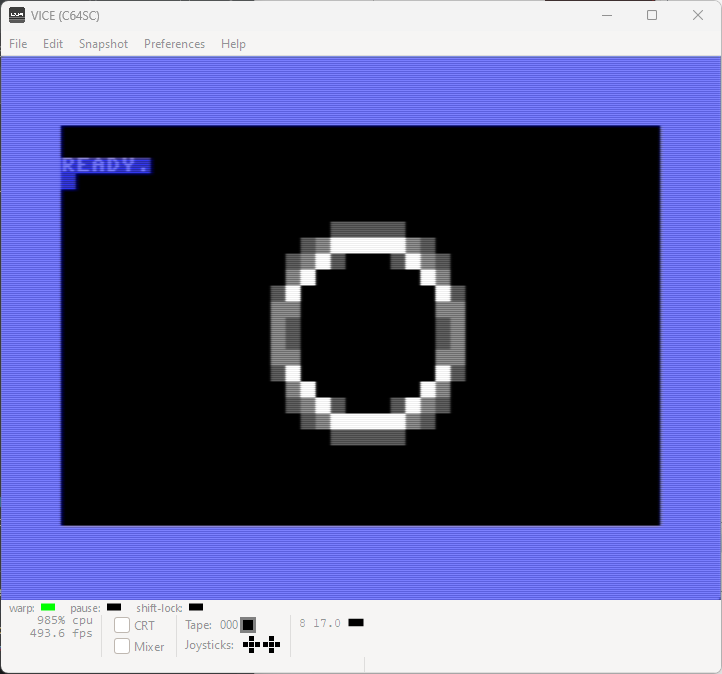 VICE (C64SC)
File Edit Snapshot Preferences Help
READY.
warp: pause: shift-lock:
985% cpu
493.6 fps
CRT
Mixer
Tape: 000
Joysticks:
8 17.0